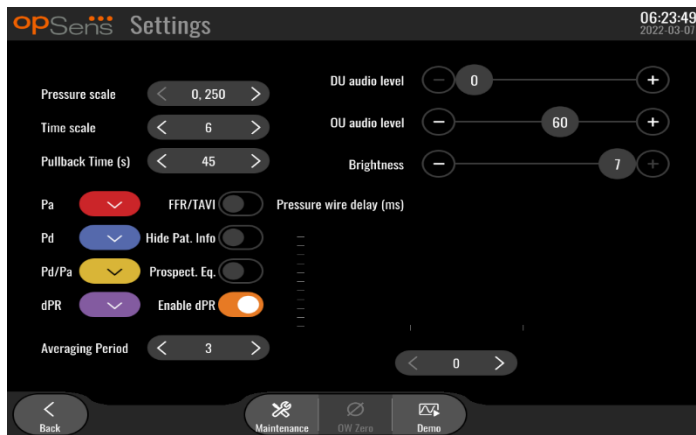 opSens Settings
06:23:49
2022-03-07
Pressure scale 0, 250
Time scale 6
Pullback Time (s) 45
DU audio level 0
OU audio level 60
Brightness 7
Pa FFR/TAVI Pressure wire delay (ms)
Pd Hide Pat. Info
Pd/Pa Prospect. Eq.
dPR Enable dPR
Averaging Period 3
0
Back Maintenance OW Zero Demo